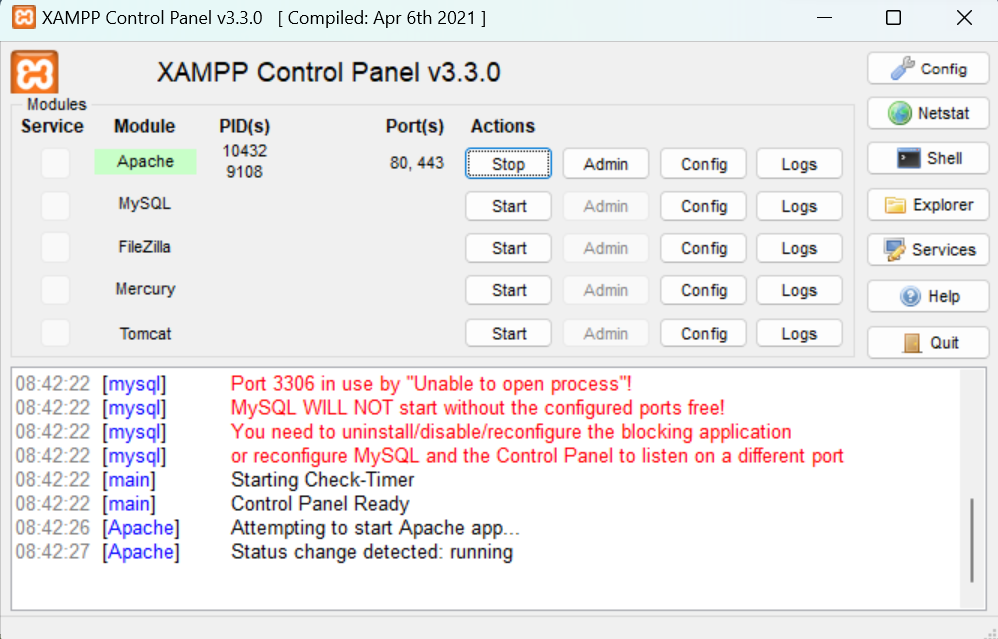 XAMPP Control Panel v3.3.0 [ Compiled: Apr 6th 2021 ]
XAMPP Control Panel v3.3.0
Config
Modules
Service Module PID(s) Port(s) Actions
Netstat
Apache 10432 9108 80, 443 Stop Admin Config Logs
Shell
MySQL Start Admin Config Logs
Explorer
FileZilla Start Admin Config Logs
Services
Mercury Start Admin Config Logs
Help
Tomcat Start Admin Config Logs
Quit
08:42:22 [mysql] Port 3306 in use by "Unable to open process"!
08:42:22 [mysql] MySQL WILL NOT start without the configured ports free!
08:42:22 [mysql] You need to uninstall/disable/reconfigure the blocking application
08:42:22 [mysql] or reconfigure MySQL and the Control Panel to listen on a different port
08:42:22 [main] Starting Check-Timer
08:42:22 [main] Control Panel Ready
08:42:26 [Apache] Attempting to start Apache app...
08:42:27 [Apache] Status change detected: running